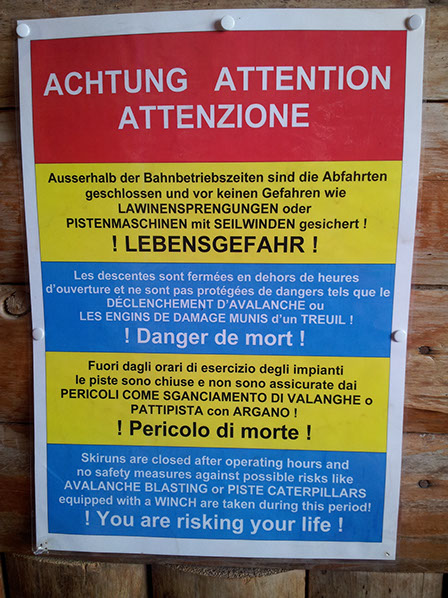 ACHTUNG ATTENTION
ATTENZIONE
Ausserhalb der Bahnbetriebszeiten sind die Abfahrten
geschlossen und vor keinen Gefahren wie
LAWINENSPRENGUNGEN oder
PISTENMASCHINEN mit SEILWINDEN gesichert !
! LEBENSGEFAHR !
Les descentes sont fermées en dehors de heures
d'ouverture et ne sont pas protégées de dangers tels que le
DÉCLENCHEMENT D'AVALANCHE ou
LES ENGINS DE DAMAGE MUNIS d'un TREUIL !
! Danger de mort !
Fuori dagli orari di esercizio degli impianti
le piste sono chiuse e non sono assicurate dai
PERICOLI COME SGANCIAMENTO DI VALANGHE o
PATTIPISTA con ARGANO !
! Pericolo di morte !
Skiruns are closed after operating hours and
no safety measures against possible risks like
AVALANCHE BLASTING or PISTE CATERPILLARS
equipped with a WINCH are taken during this period!
! You are risking your life !